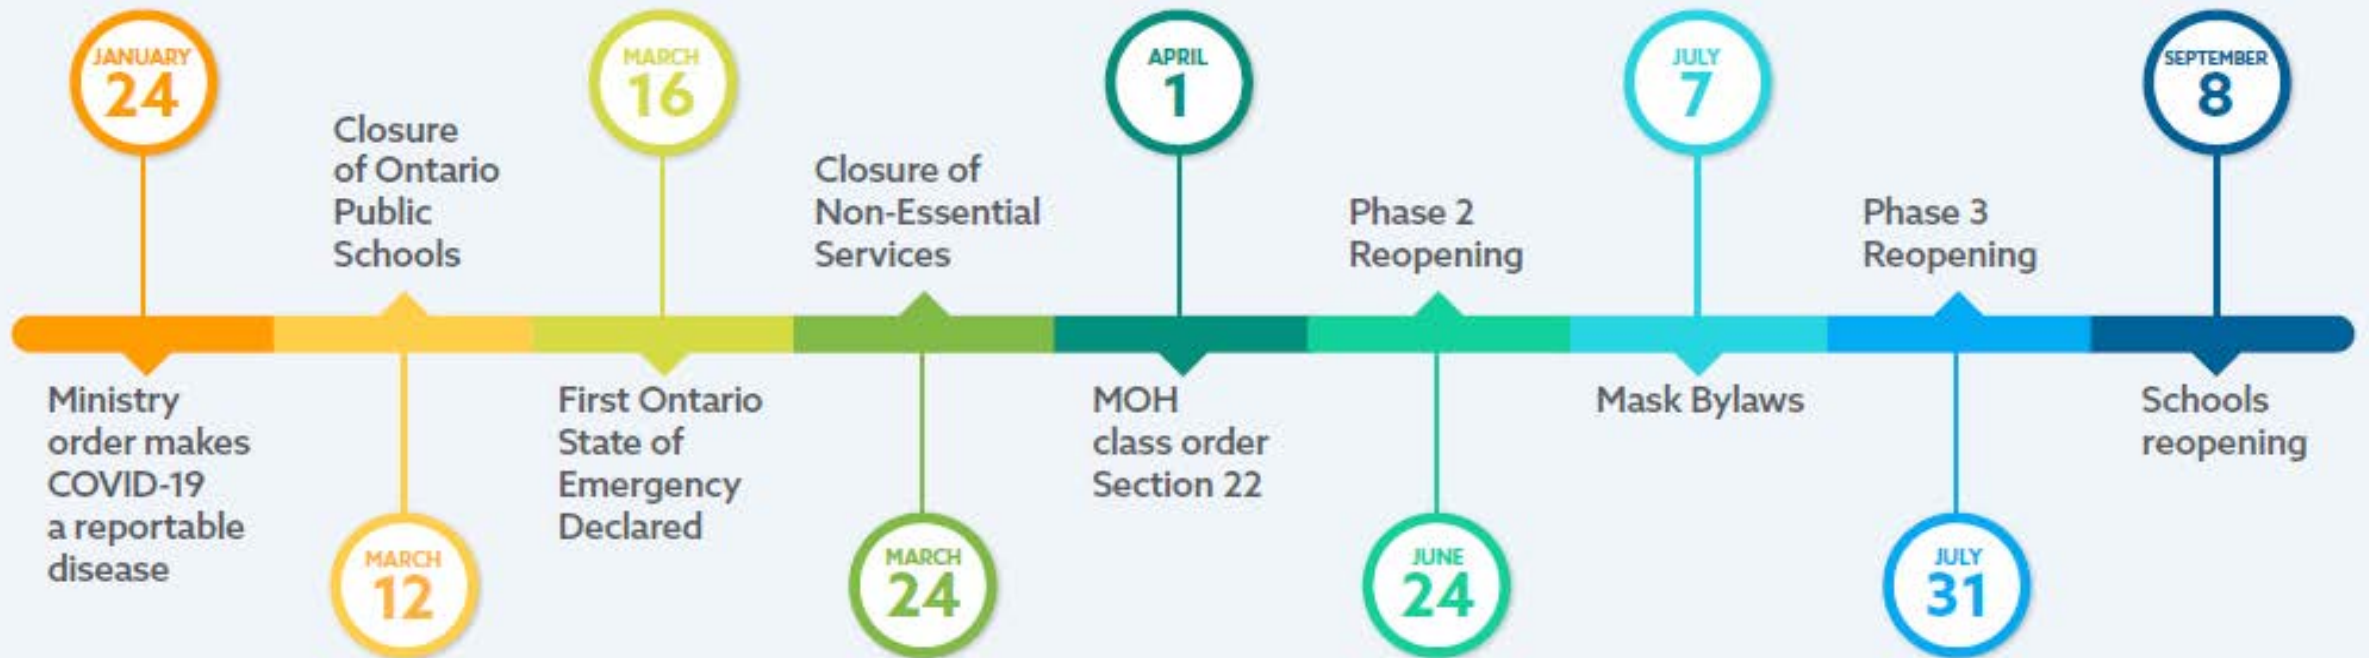 JANUARY
24
Ministry
order makes
COVID-19
a reportable
disease
Closure
of Ontario
Public
Schools
MARCH
12
MARCH
16
First Ontario
State of
Emergency
Declared
Closure of
Non-Essential
Services
MARCH
24
APRIL
1
MOH
class order
Section 22
Phase 2
Reopening
JUNE
24
JULY
7
Mask Bylaws
Phase 3
Reopening
JULY
31
SEPTEMBER
8
Schools
reopening